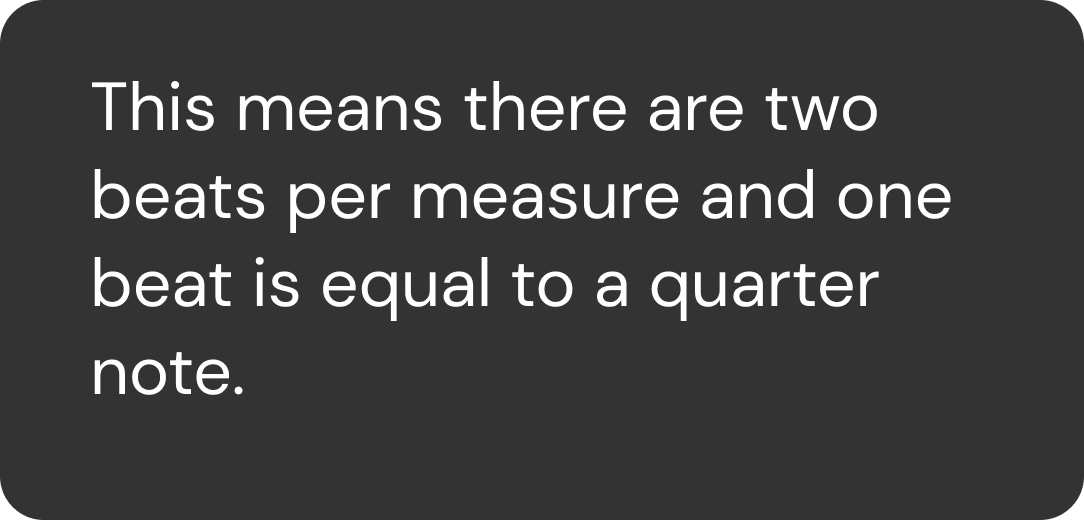 This means there are two
beats per measure and one
beat is equal to a quarter
note.